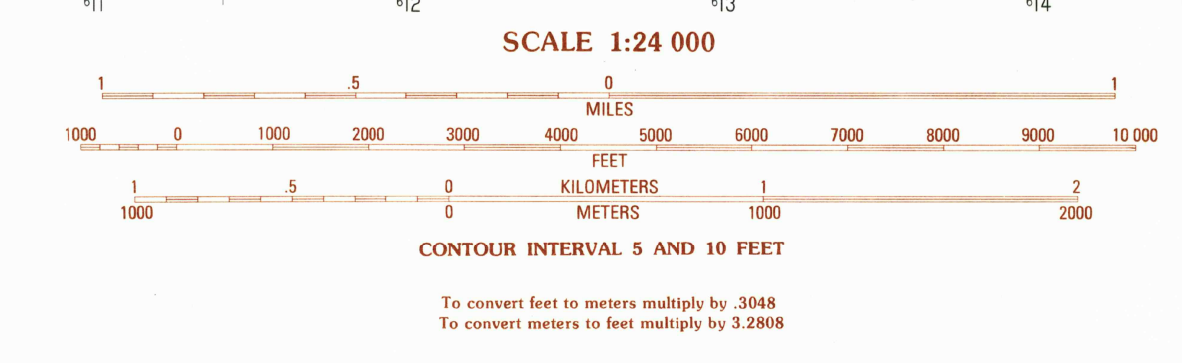 ⁶11 ⁶12 ⁶13 ⁶14
SCALE 1:24 000
1 .5 0 1
MILES
1000 0 1000 2000 3000 4000 5000 6000 7000 8000 9000 10 000
FEET
1 .5 0 KILOMETERS 1 2
1000 0 METERS 1000 2000
CONTOUR INTERVAL 5 AND 10 FEET
To convert feet to meters multiply by .3048
To convert meters to feet multiply by 3.2808